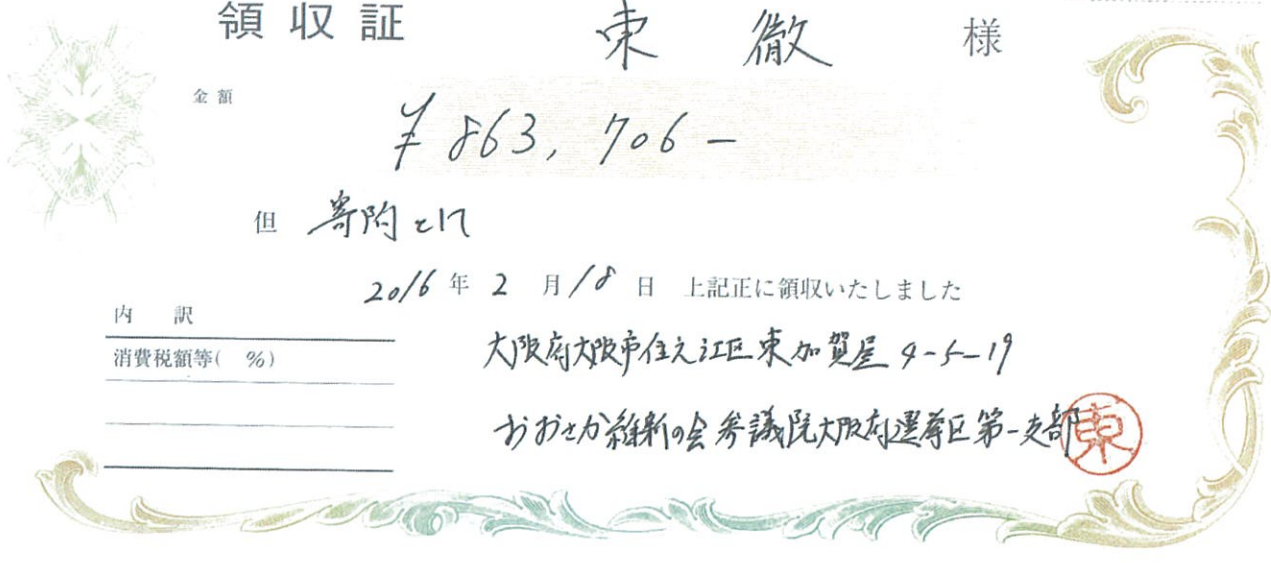 領収証 東 徹 様
金額
¥863,706-
但 寄附として
2016年2月18日 上記正に領収いたしました
内 訳
消費税額等( %)
大阪府大阪市住之江区東加賀屋4-5-19
おおさか維新の会参議院大阪府選挙区第一支部
東